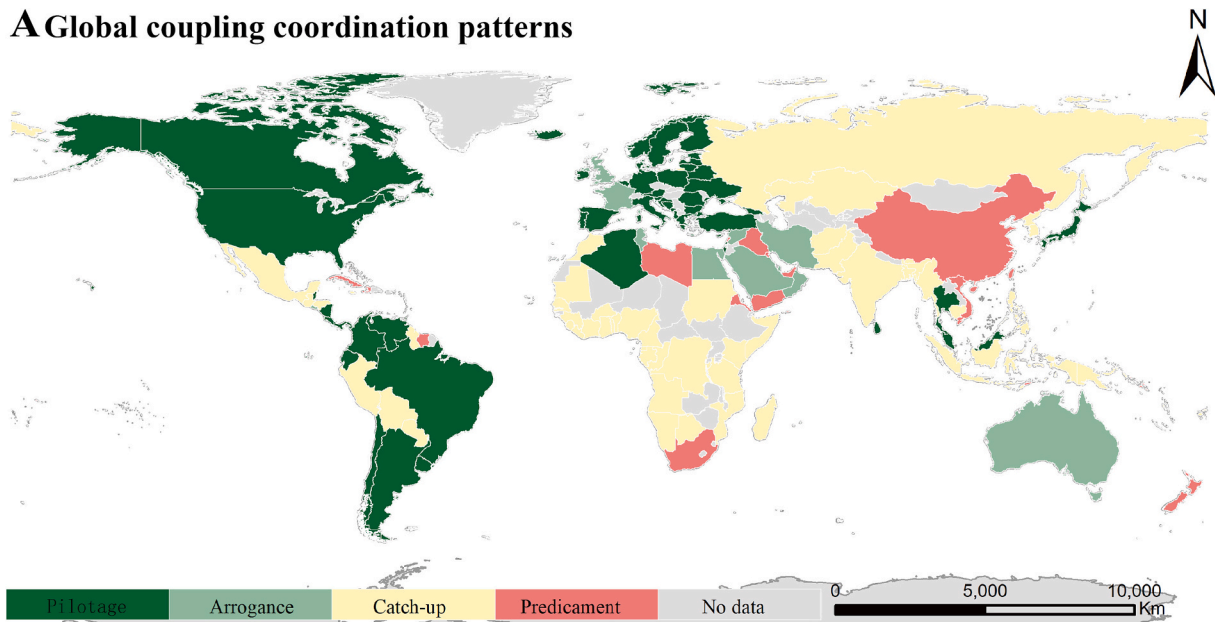 A Global coupling coordination patterns
N
Pilotage Arrogance Catch-up Predicament No data
0 5,000 10,000
Km